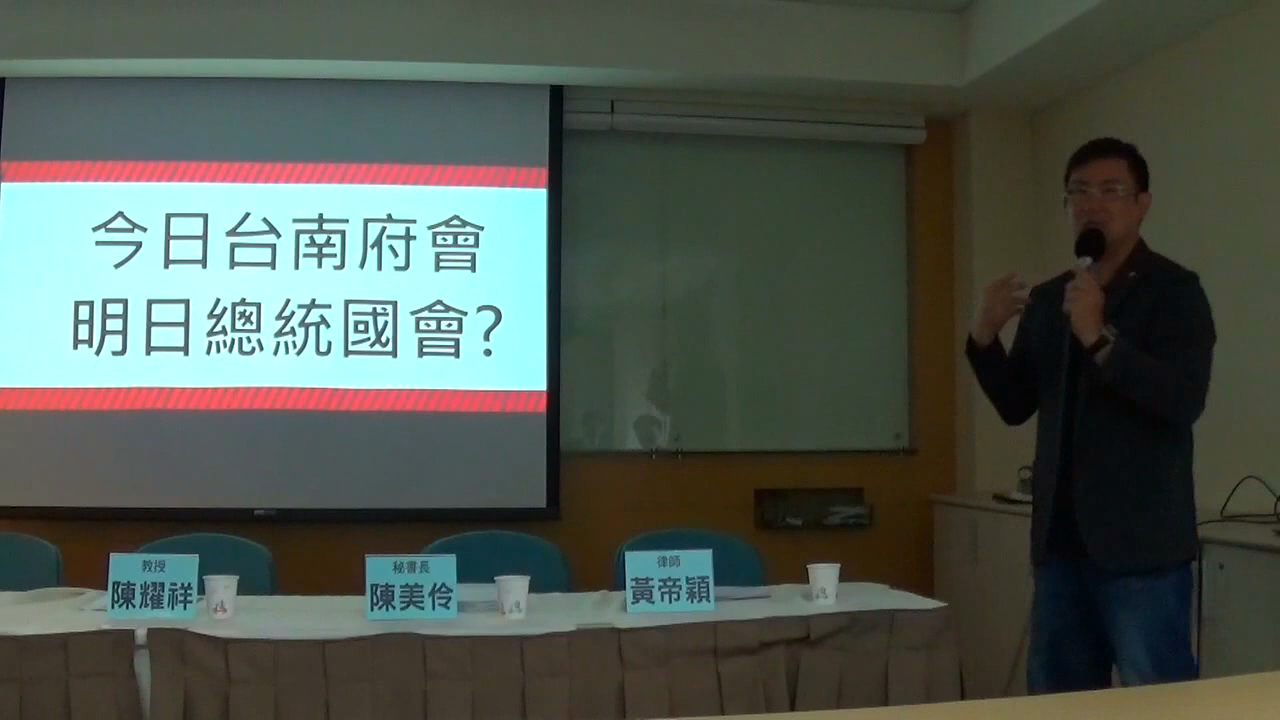 今日台南府會
明日總統國會?
教授
陳耀祥
秘書長
陳美伶
律師
黃帝穎